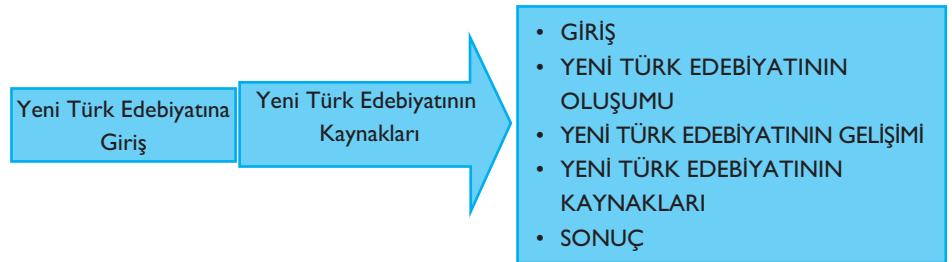 Yeni Türk Edebiyatına
Giriş
Yeni Türk Edebiyatının
Kaynakları
• GİRİŞ
• YENİ TÜRK EDEBİYATININ
OLUŞUMU
• YENİ TÜRK EDEBİYATININ GELİŞİMİ
• YENİ TÜRK EDEBİYATININ
KAYNAKLARI
• SONUÇ